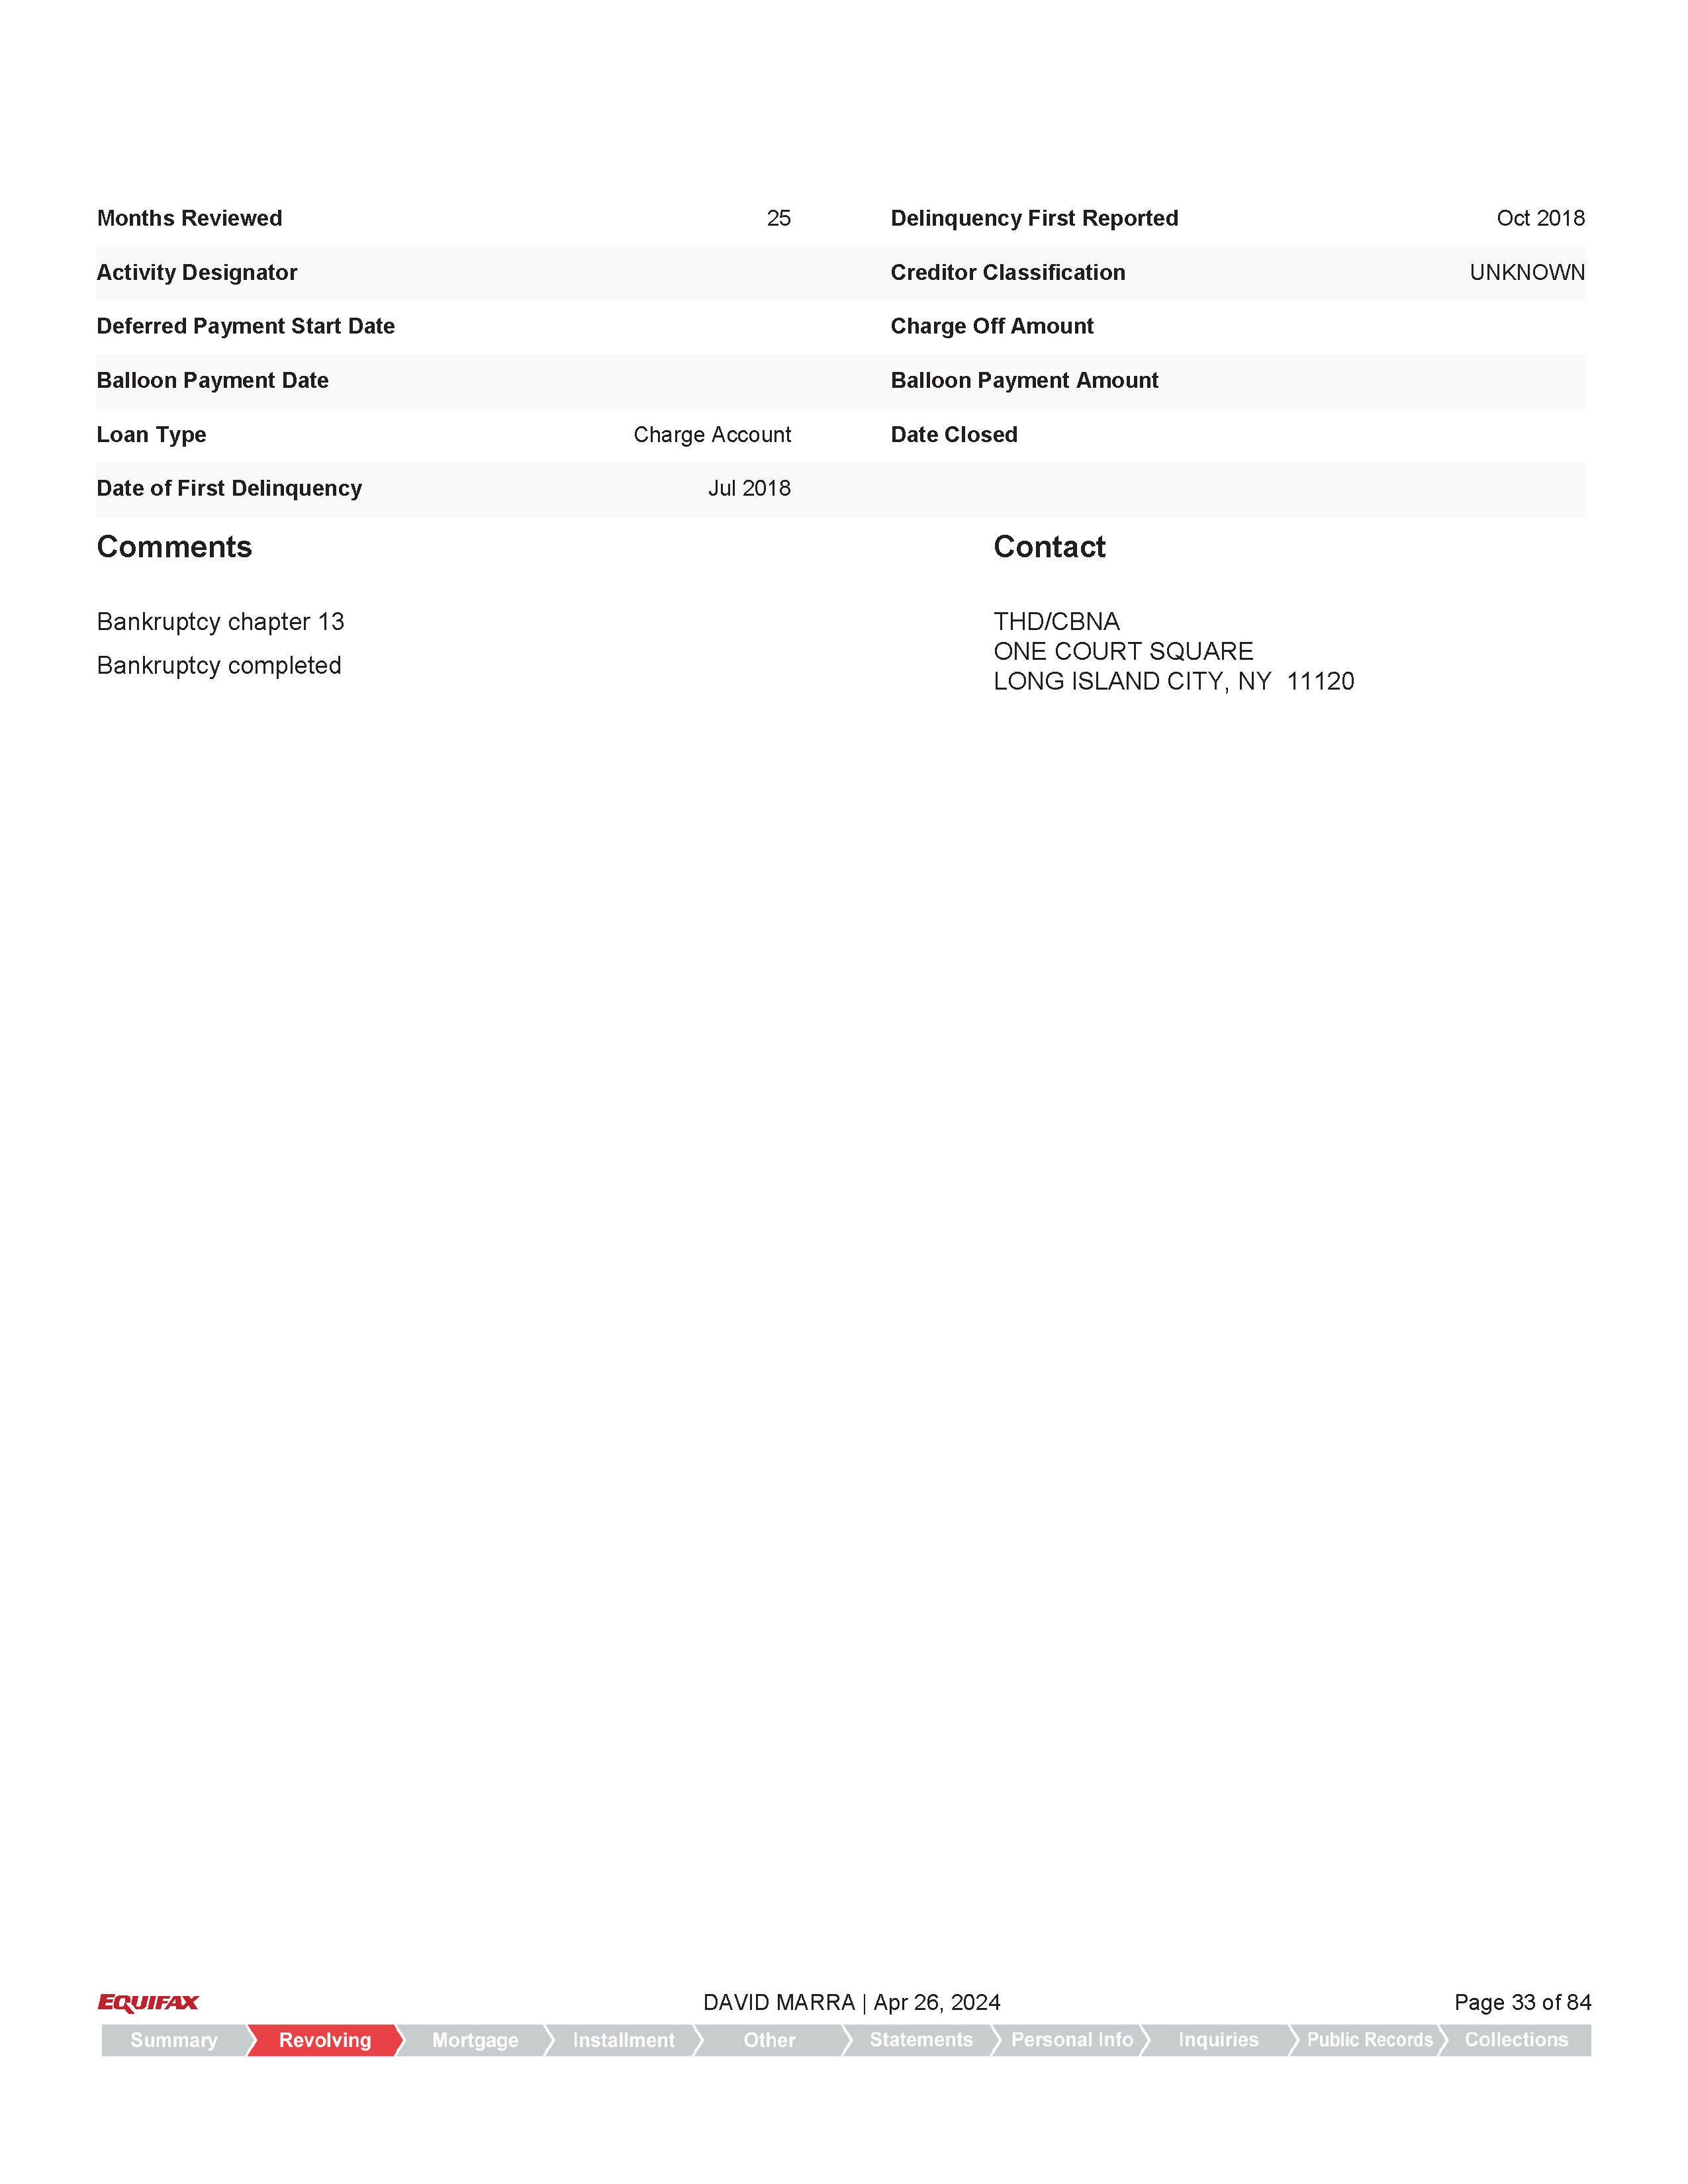 Months Reviewed 25 Delinquency First Reported Oct 2018
Activity Designator Creditor Classification UNKNOWN
Deferred Payment Start Date Charge Off Amount
Balloon Payment Date Balloon Payment Amount
Loan Type Charge Account Date Closed
Date of First Delinquency Jul 2018
Comments
Bankruptcy chapter 13
Bankruptcy completed
Contact
THD/CBNA
ONE COURT SQUARE
LONG ISLAND CITY, NY 11120
EQUIFAX DAVID MARRA | Apr 26, 2024 Page 33 of 84
Summary Revolving Mortgage Installment Other Statements Personal Info Inquiries Public Records Collections